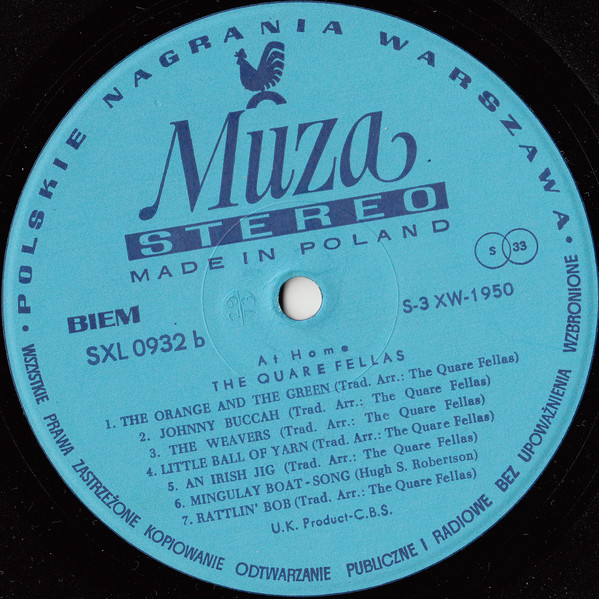 • POLSKIE NAGRANIA WARSZAWA •
Muza
STEREO
MADE IN POLAND
S 33
BIEM
SXL 0932 b
S-3 XW-1950
At Home
THE QUARE FELLAS
1. THE ORANGE AND THE GREEN (Trad. Arr.: The Quare Fellas)
2. JOHNNY BUCCAH (Trad. Arr.: The Quare Fellas)
3. THE WEAVERS (Trad. Arr.: The Quare Fellas)
4. LITTLE BALL OF YARN (Trad. Arr.: The Quare Fellas)
5. AN IRISH JIG (Trad. Arr.: The Quare Fellas)
6. MINGULAY BOAT-SONG (Hugh S. Robertson)
7. RATTLIN' BOB (Trad. Arr.: The Quare Fellas)
U.K. Product-C.B.S.
WSZYSTKIE PRAWA ZASTRZEŻONE KOPIOWANIE ODTWARZANIE PUBLICZNE I RADIOWE BEZ UPOWAŻNIENIA WZBRONIONE